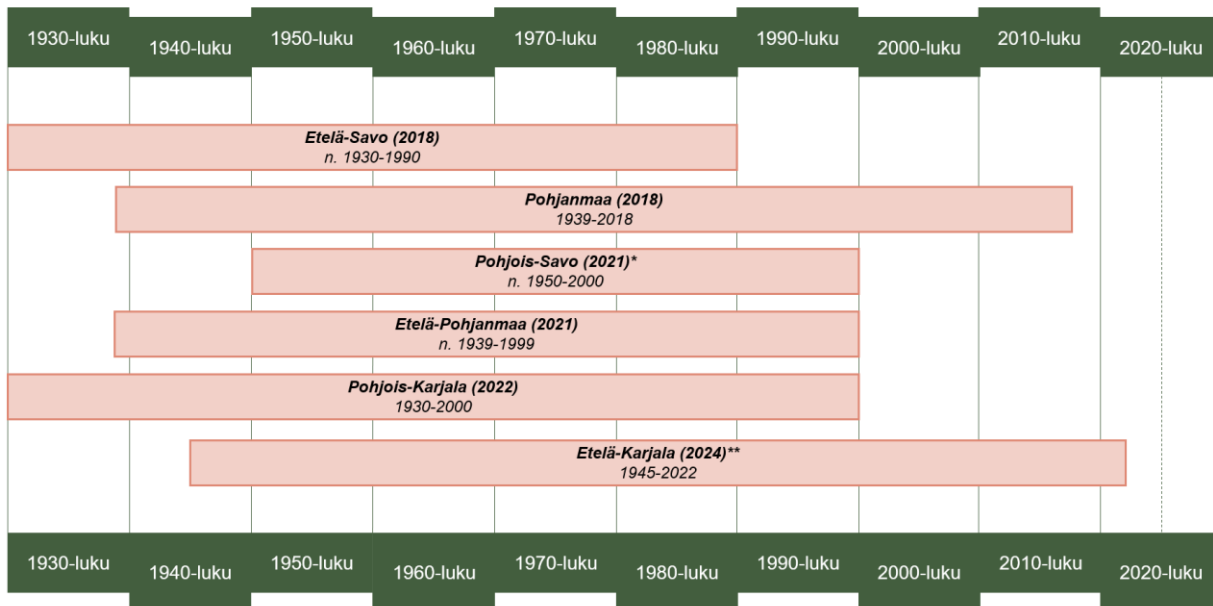 1930-luku
1940-luku
1950-luku
1960-luku
1970-luku
1980-luku
1990-luku
2000-luku
2010-luku
2020-luku
Etelä-Savo (2018)
n. 1930-1990
Pohjanmaa (2018)
1939-2018
Pohjois-Savo (2021)*
n. 1950-2000
Etelä-Pohjanmaa (2021)
n. 1939-1999
Pohjois-Karjala (2022)
1930-2000
Etelä-Karjala (2024)**
1945-2022
1930-luku
1940-luku
1950-luku
1960-luku
1970-luku
1980-luku
1990-luku
2000-luku
2010-luku
2020-luku